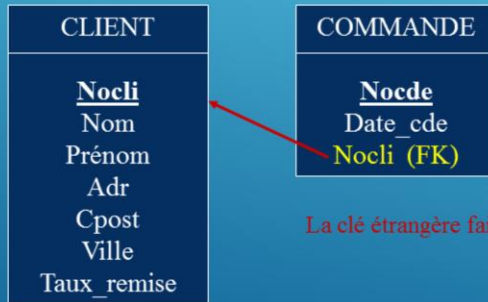 CLIENT
Nocli
Nom
Prénom
Adr
Cpost
Ville
Taux_remise
COMMANDE
Nocde
Date_cde
Nocli (FK)
La clé étrangère